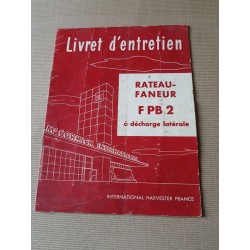 Livret d'entretien
RATEAU-
FANEUR
F PB 2
à décharge latérale
McCORMICK INTERNATIONAL
INTERNATIONAL HARVESTER FRANCE